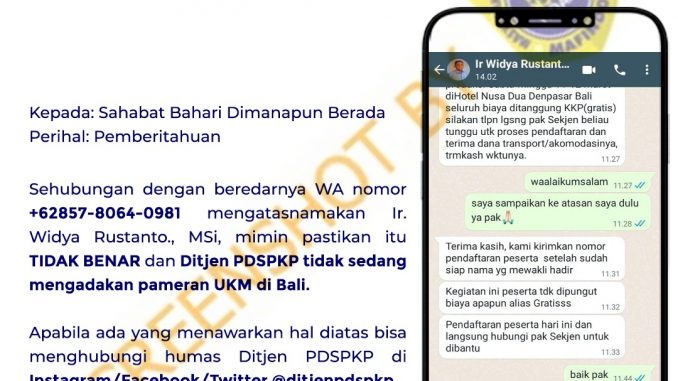 Kepada: Sahabat Bahari Dimanapun Berada
Perihal: Pemberitahuan
Sehubungan dengan beredarnya WA nomor
+62857-8064-0981 mengatasnamakan Ir.
Widya Rustanto., MSi, mimin pastikan itu
TIDAK BENAR dan Ditjen PDSPKP tidak sedang
mengadakan pameran UKM di Bali.
Apabila ada yang menawarkan hal diatas bisa
menghubungi humas Ditjen PDSPKP di
Instagram/Facebook/Twitter @ditjenpdspkp
GREENSHOT BY
MAFINDO
Ir Widya Rustant...
14.02
diHotel Nusa Dua Denpasar Bali
seluruh biaya ditanggung KKP(gratis)
silakan tlpn lgsng pak Sekjen beliau
tunggu utk proses pendaftaran dan
terima dana transport/akomodasinya,
trmkash wktunya.
11.27
waalaikumsalam
11.27
saya sampaikan ke atasan saya dulu
ya pak🙏🏻
11.28
Terima kasih, kami kirimkan nomor
pendaftaran peserta setelah sudah
siap nama yg mewakli hadir
11.31
Kegiatan ini peserta tdk dipungut
biaya apapun alias Gratisss
11.32
Pendaftaran peserta hari ini dan
langsung hubungi pak Sekjen untuk
dibantu
11.33
baik pak
11.44